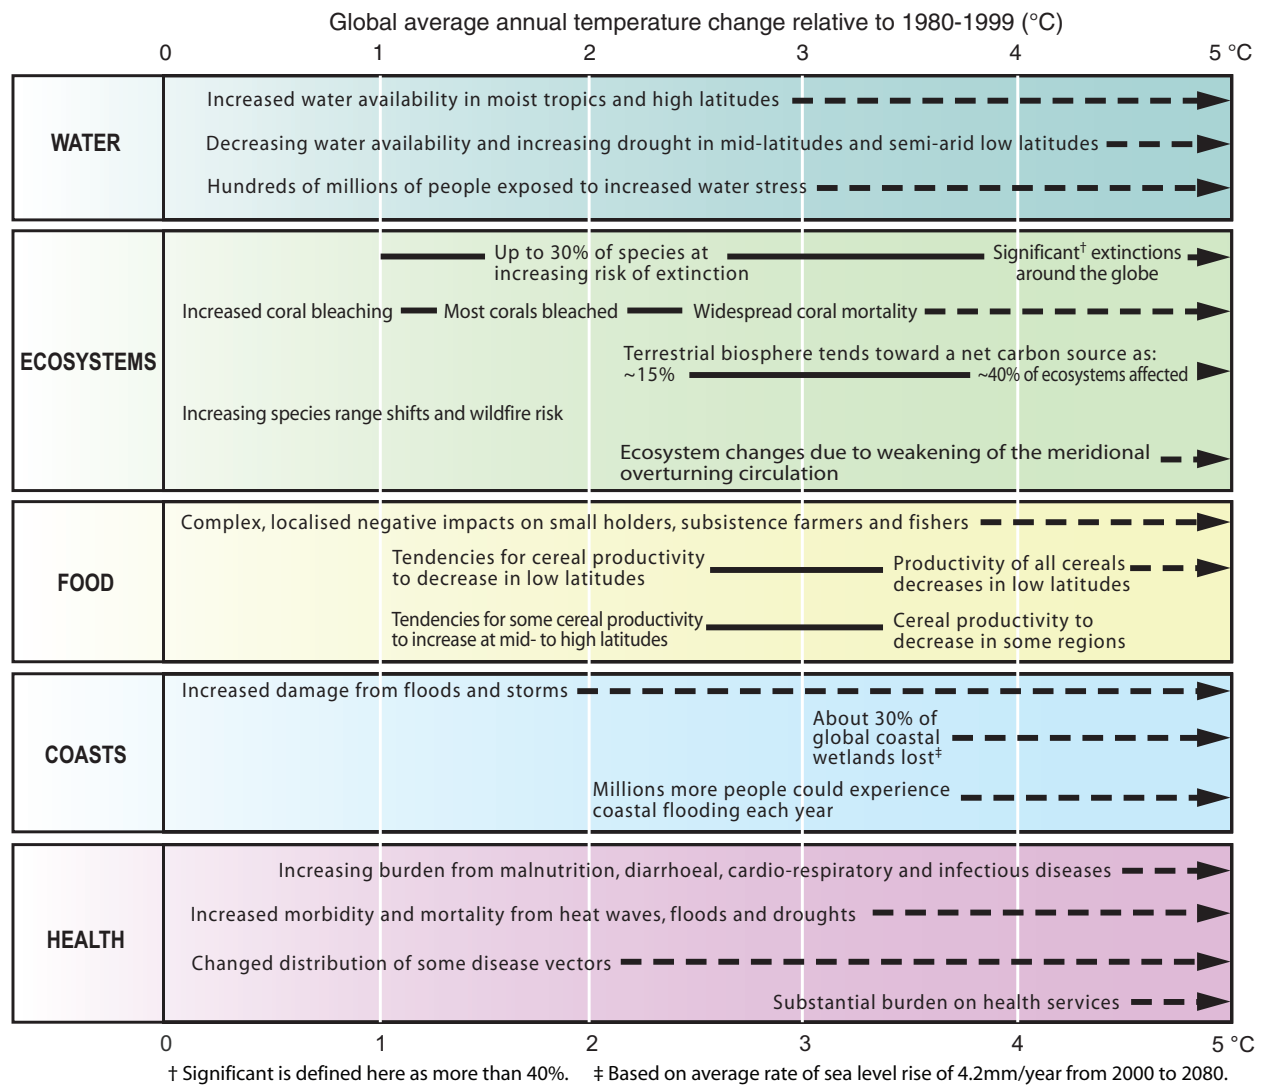 Global average annual temperature change relative to 1980-1999 (°C)
0 1 2 3 4 5 °C
WATER
Increased water availability in moist tropics and high latitudes
Decreasing water availability and increasing drought in mid-latitudes and semi-arid low latitudes
Hundreds of millions of people exposed to increased water stress
ECOSYSTEMS
Up to 30% of species at
increasing risk of extinction
Significant† extinctions
around the globe
Increased coral bleaching
Most corals bleached
Widespread coral mortality
Terrestrial biosphere tends toward a net carbon source as:
~15%
~40% of ecosystems affected
Increasing species range shifts and wildfire risk
Ecosystem changes due to weakening of the meridional
overturning circulation
FOOD
Complex, localised negative impacts on small holders, subsistence farmers and fishers
Tendencies for cereal productivity
to decrease in low latitudes
Productivity of all cereals
decreases in low latitudes
Tendencies for some cereal productivity
to increase at mid- to high latitudes
Cereal productivity to
decrease in some regions
COASTS
Increased damage from floods and storms
About 30% of
global coastal
wetlands lost‡
Millions more people could experience
coastal flooding each year
HEALTH
Increasing burden from malnutrition, diarrhoeal, cardio-respiratory and infectious diseases
Increased morbidity and mortality from heat waves, floods and droughts
Changed distribution of some disease vectors
Substantial burden on health services
0 1 2 3 4 5 °C
† Significant is defined here as more than 40%. ‡ Based on average rate of sea level rise of 4.2mm/year from 2000 to 2080.